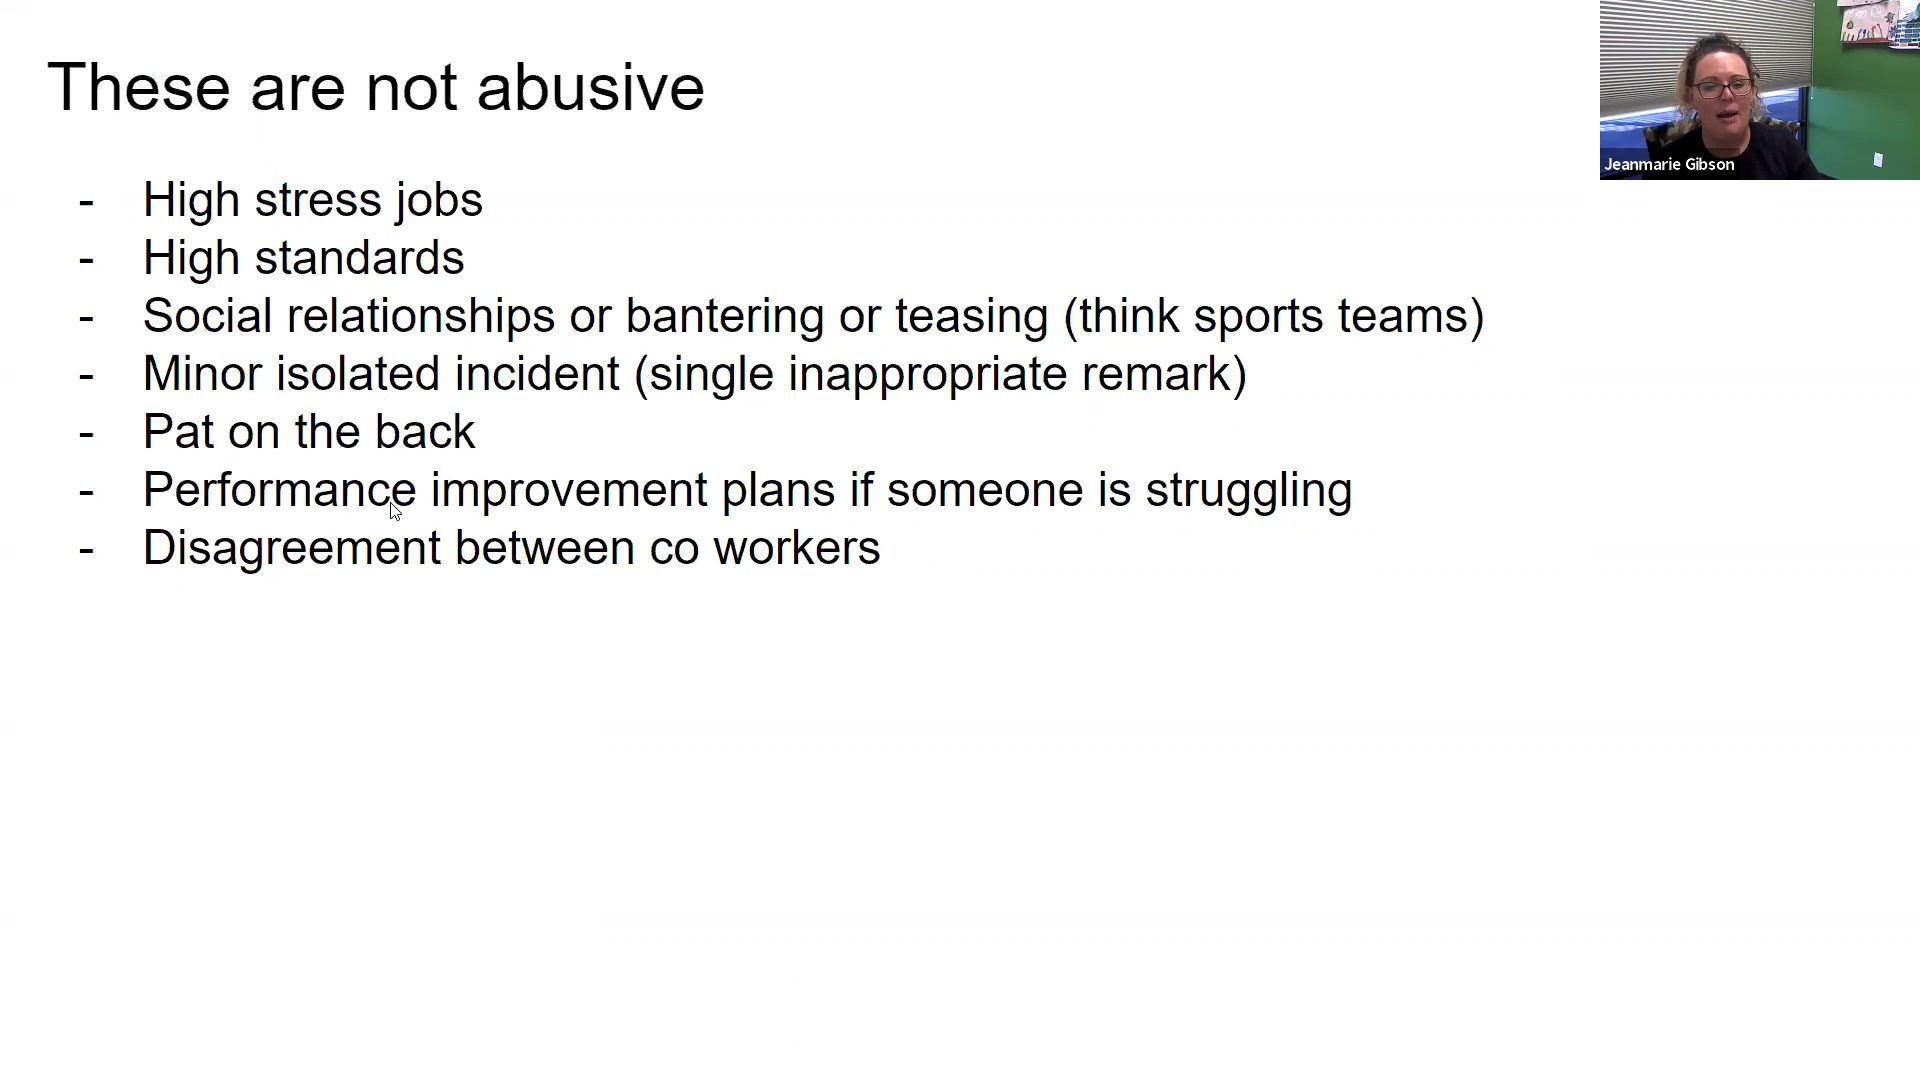 These are not abusive
- High stress jobs
- High standards
- Social relationships or bantering or teasing (think sports teams)
- Minor isolated incident (single inappropriate remark)
- Pat on the back
- Performance improvement plans if someone is struggling
- Disagreement between co workers
Jeanmarie Gibson